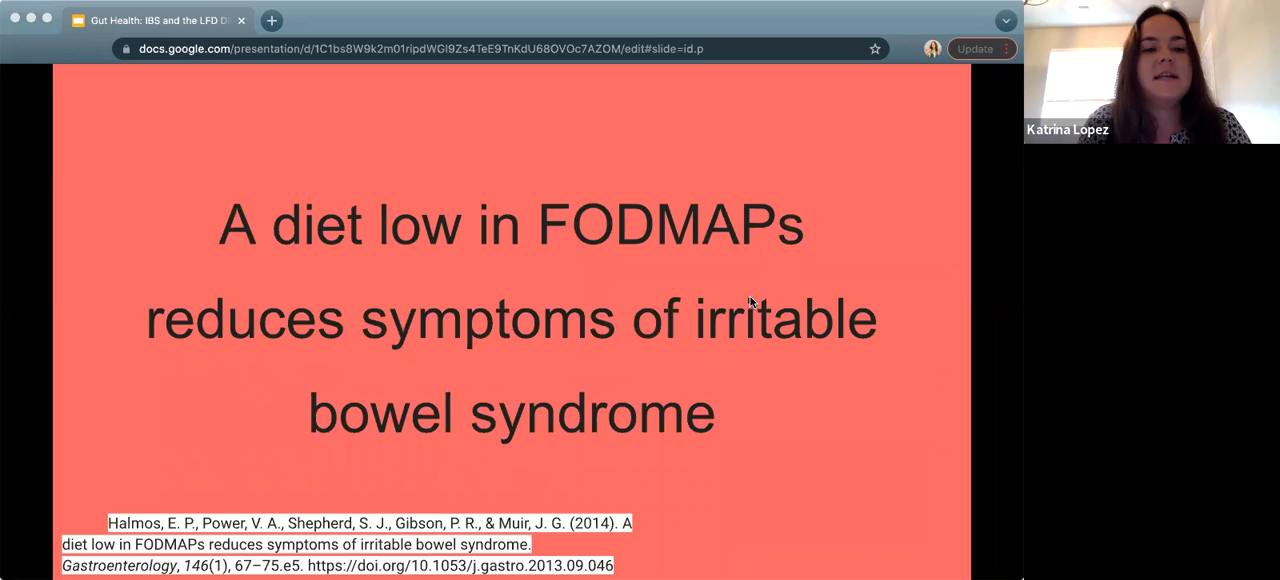 Gut Health: IBS and the LFD D
docs.google.com/presentation/d/1C1bs8W9k2m01ripdWGl9Zs4TeE9TnKdU68OVOc7AZOM/edit#slide=id.p
Update
Katrina Lopez
A diet low in FODMAPs
reduces symptoms of irritable
bowel syndrome
Halmos, E. P., Power, V. A., Shepherd, S. J., Gibson, P. R., & Muir, J. G. (2014). A
diet low in FODMAPs reduces symptoms of irritable bowel syndrome.
Gastroenterology, 146(1), 67–75.e5. https://doi.org/10.1053/j.gastro.2013.09.046